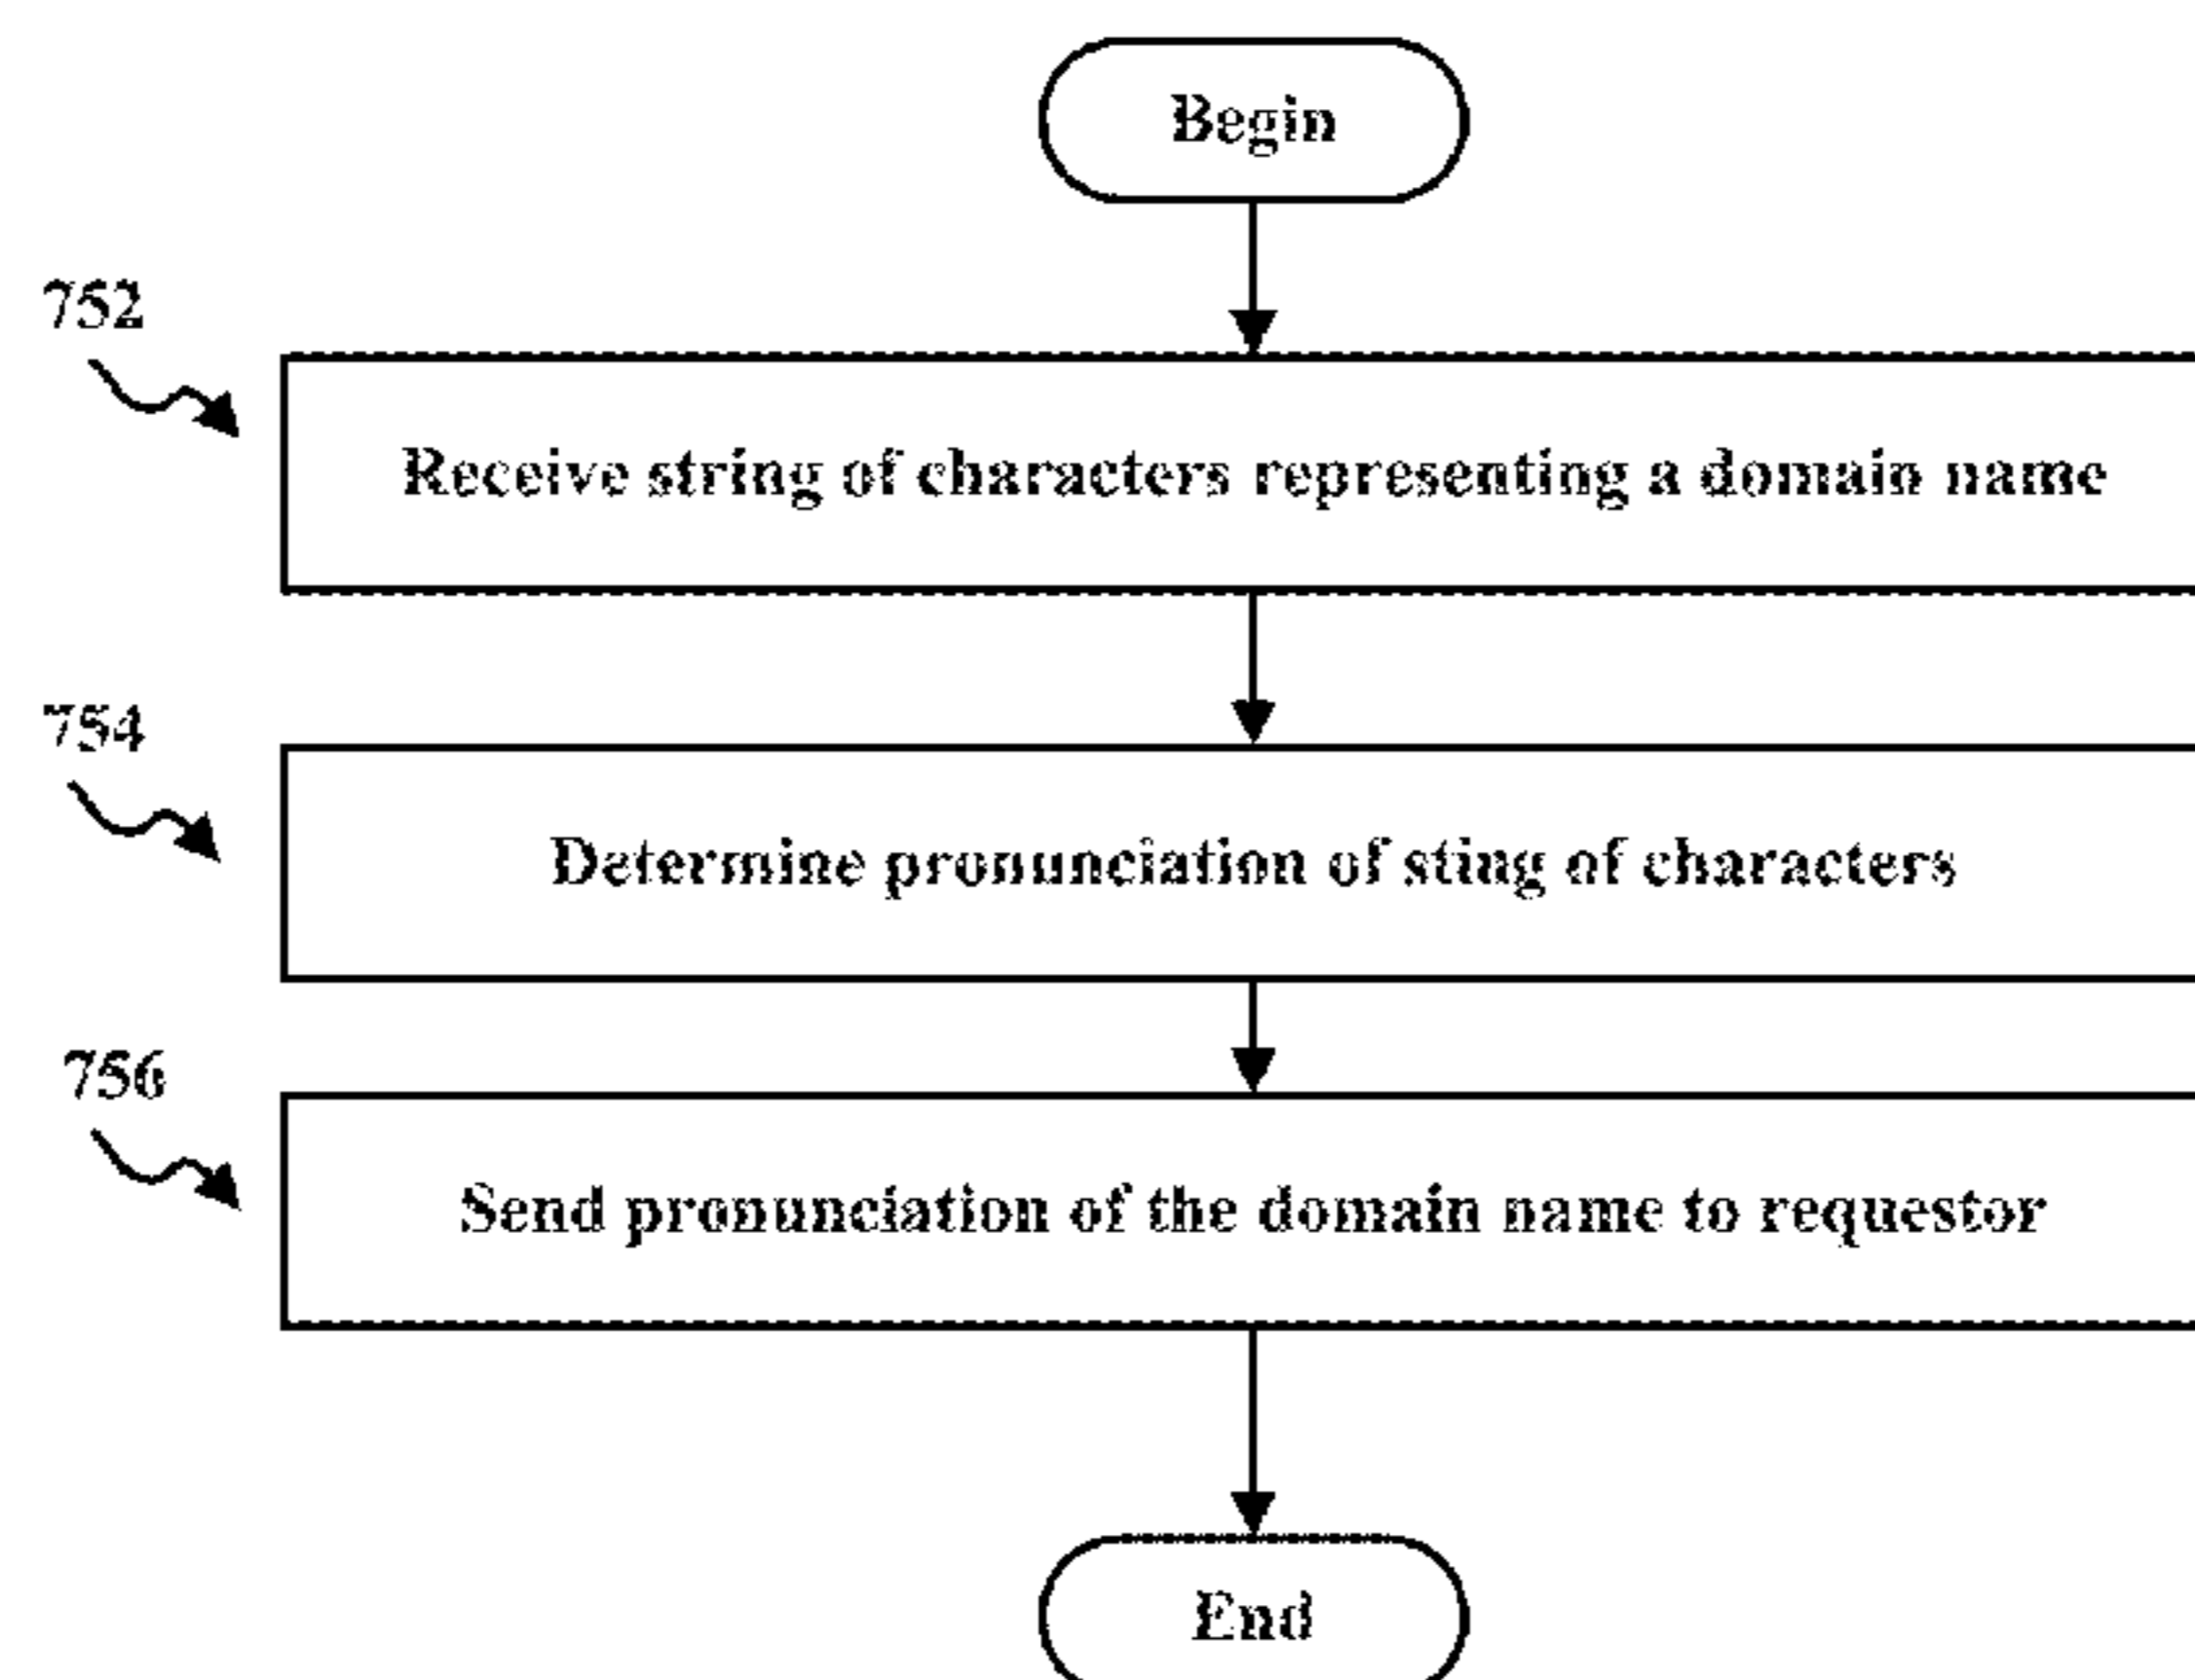 Begin
752
Receive string of characters representing a domain name
754
Determine pronunciation of sting of characters
756
Send pronunciation of the domain name to requestor
End